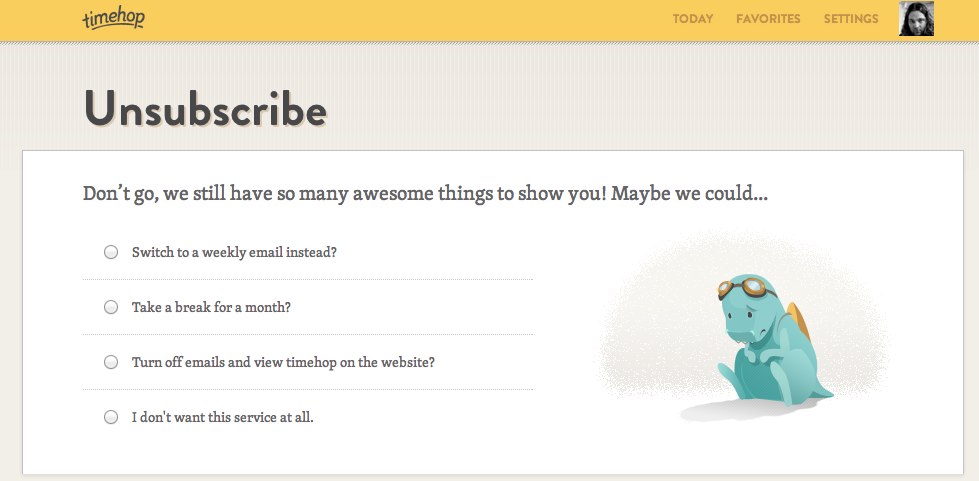 timehop
TODAY FAVORITES SETTINGS
Unsubscribe
Don’t go, we still have so many awesome things to show you! Maybe we could...
Switch to a weekly email instead?
Take a break for a month?
Turn off emails and view timehop on the website?
I don't want this service at all.